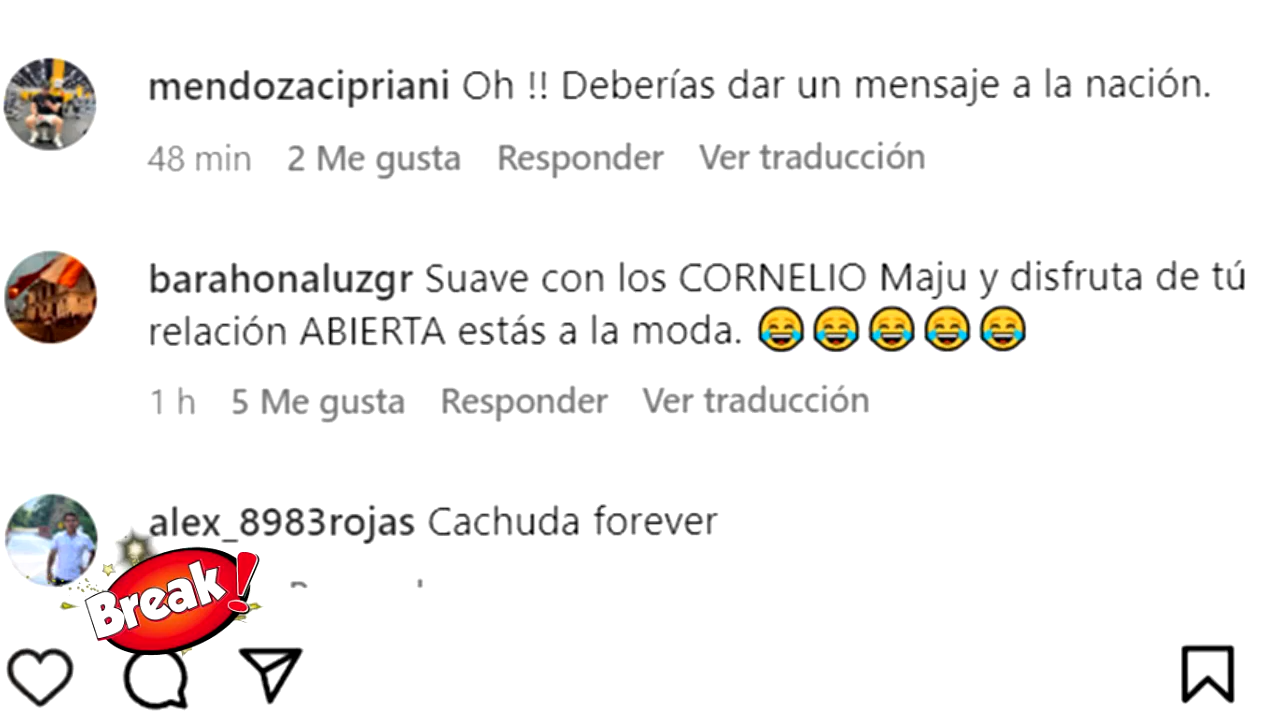 mendozacipriani Oh !! Deberías dar un mensaje a la nación.
48 min 2 Me gusta Responder Ver traducción
barahonaluzgr Suave con los CORNELIO Maju y disfruta de tú
relación ABIERTA estás a la moda. 😂😂😂😂😂
1 h 5 Me gusta Responder Ver traducción
alex_8983rojas Cachuda forever
Break!